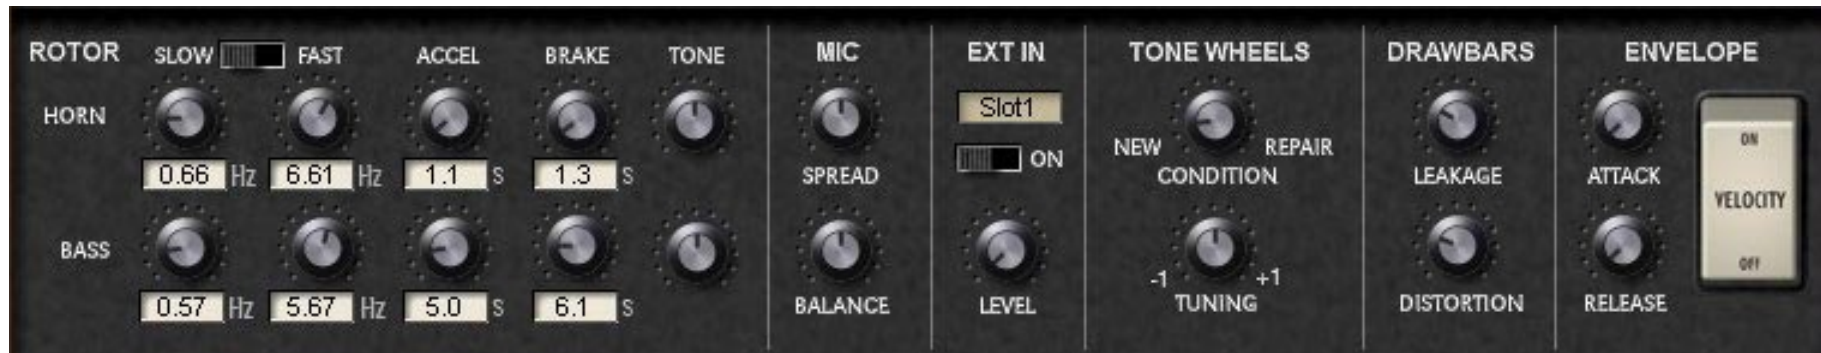 ROTOR SLOW FAST ACCEL BRAKE TONE
HORN
0.66 Hz 6.61 Hz 1.1 s 1.3 s
BASS
0.57 Hz 5.67 Hz 5.0 s 6.1 s
MIC
SPREAD
BALANCE
EXT IN
Slot1
ON
LEVEL
TONE WHEELS
NEW REPAIR
CONDITION
-1 +1
TUNING
DRAWBARS
LEAKAGE
DISTORTION
ENVELOPE
ATTACK
RELEASE
ON
VELOCITY
OFF